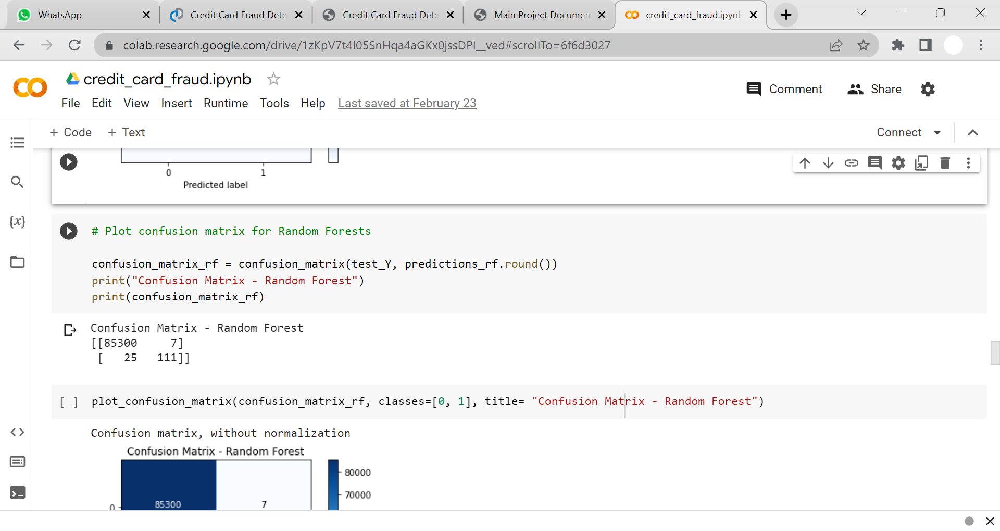 WhatsApp
Credit Card Fraud Dete
Credit Card Fraud Dete
Main Project Documen
credit_card_fraud.ipynb
colab.research.google.com/drive/1zKpV7t4I05SnHqa4aGKx0jssDPl__ved#scrollTo=6f6d3027
credit_card_fraud.ipynb
Comment
Share
File Edit View Insert Runtime Tools Help Last saved at February 23
+ Code + Text
Connect
0 1
Predicted label
{x}
# Plot confusion matrix for Random Forests
confusion_matrix_rf = confusion_matrix(test_Y, predictions_rf.round())
print("Confusion Matrix - Random Forest")
print(confusion_matrix_rf)
Confusion Matrix - Random Forest
[[85300     7]
 [   25   111]]
[ ] plot_confusion_matrix(confusion_matrix_rf, classes=[0, 1], title= "Confusion Matrix - Random Forest")
Confusion matrix, without normalization
Confusion Matrix - Random Forest
80000
70000
0
85300 7